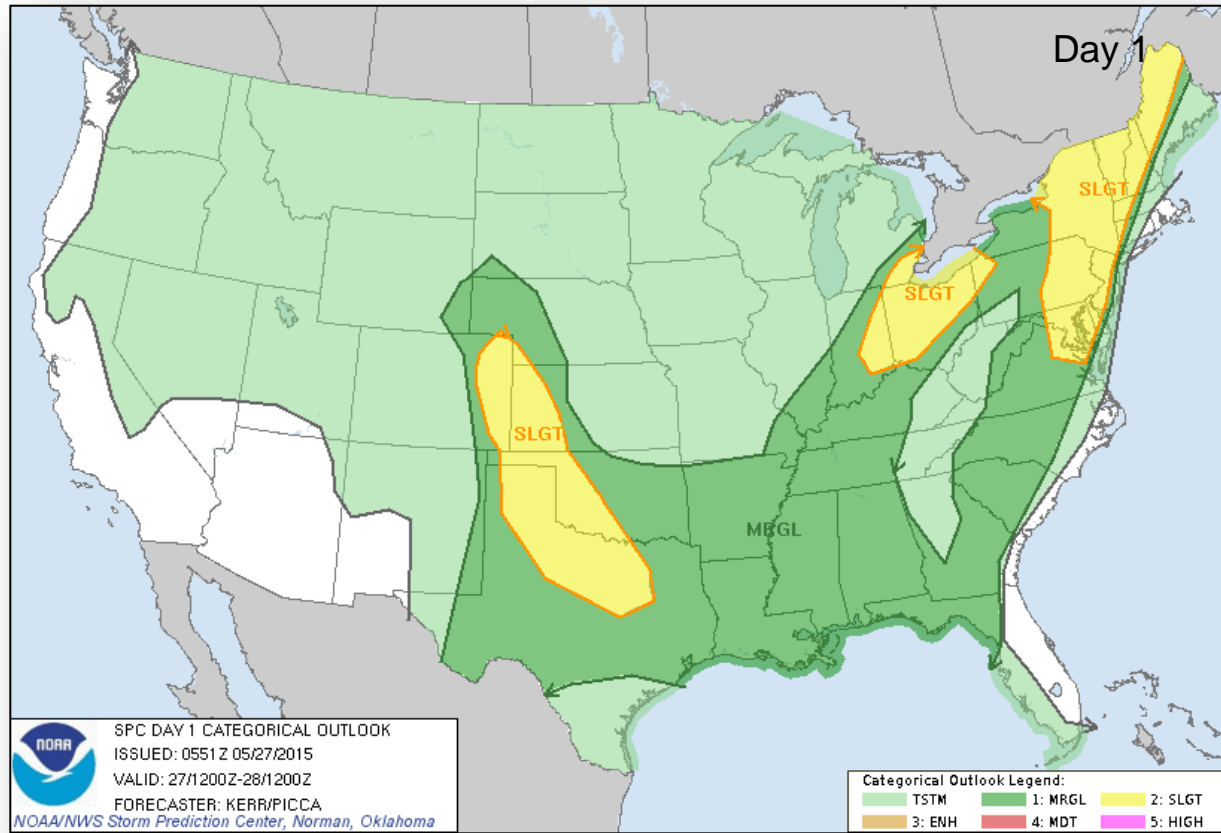 Day 1
SLGT
SLGT
SLGT
MRGL
NOAA
SPC DAY 1 CATEGORICAL OUTLOOK
ISSUED: 0551Z 05/27/2015
VALID: 27/1200Z-28/1200Z
FORECASTER: KERR/PICCA
NOAA/NWS Storm Prediction Center, Norman, Oklahoma
Categorical Outlook Legend:
TSTM 1: MRGL 2: SLGT
3: ENH 4: MDT 5: HIGH